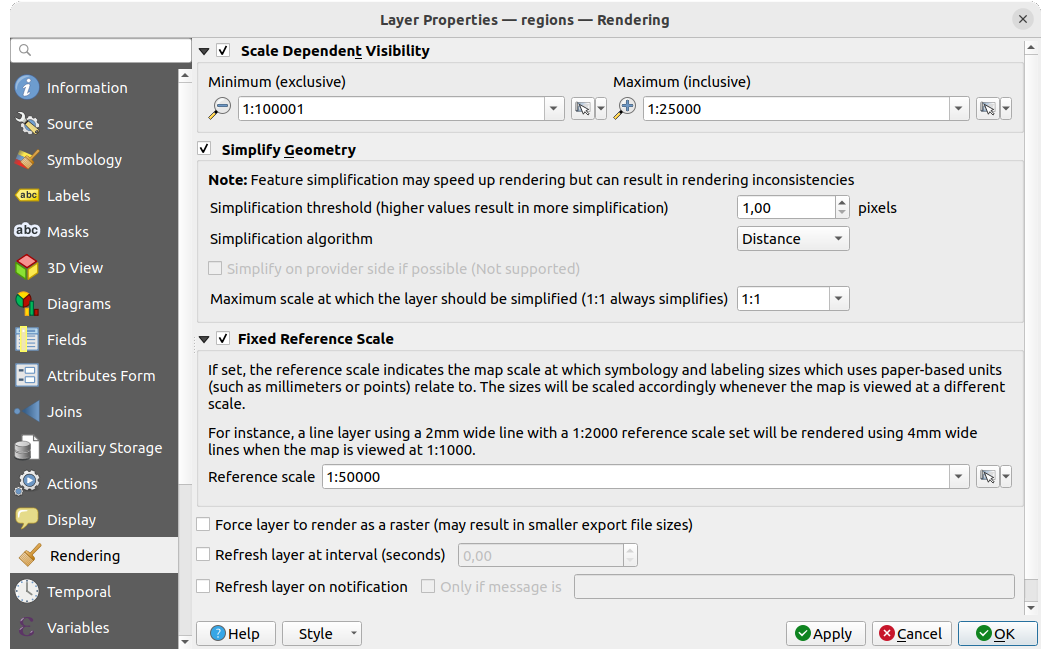 Layer Properties — regions — Rendering
Information
Source
Symbology
abc Labels
abc Masks
3D View
Diagrams
Fields
Attributes Form
Joins
Auxiliary Storage
Actions
Display
Rendering
Temporal
Variables
Scale Dependent Visibility
Minimum (exclusive)
Maximum (inclusive)
1:100001
1:25000
Simplify Geometry
Note: Feature simplification may speed up rendering but can result in rendering inconsistencies
Simplification threshold (higher values result in more simplification) 1,00 pixels
Simplification algorithm Distance
Simplify on provider side if possible (Not supported)
Maximum scale at which the layer should be simplified (1:1 always simplifies) 1:1
Fixed Reference Scale
If set, the reference scale indicates the map scale at which symbology and labeling sizes which uses paper-based units
(such as millimeters or points) relate to. The sizes will be scaled accordingly whenever the map is viewed at a different
scale.
For instance, a line layer using a 2mm wide line with a 1:2000 reference scale set will be rendered using 4mm wide
lines when the map is viewed at 1:1000.
Reference scale 1:50000
Force layer to render as a raster (may result in smaller export file sizes)
Refresh layer at interval (seconds) 0,00
Refresh layer on notification Only if message is
Help Style Apply Cancel OK